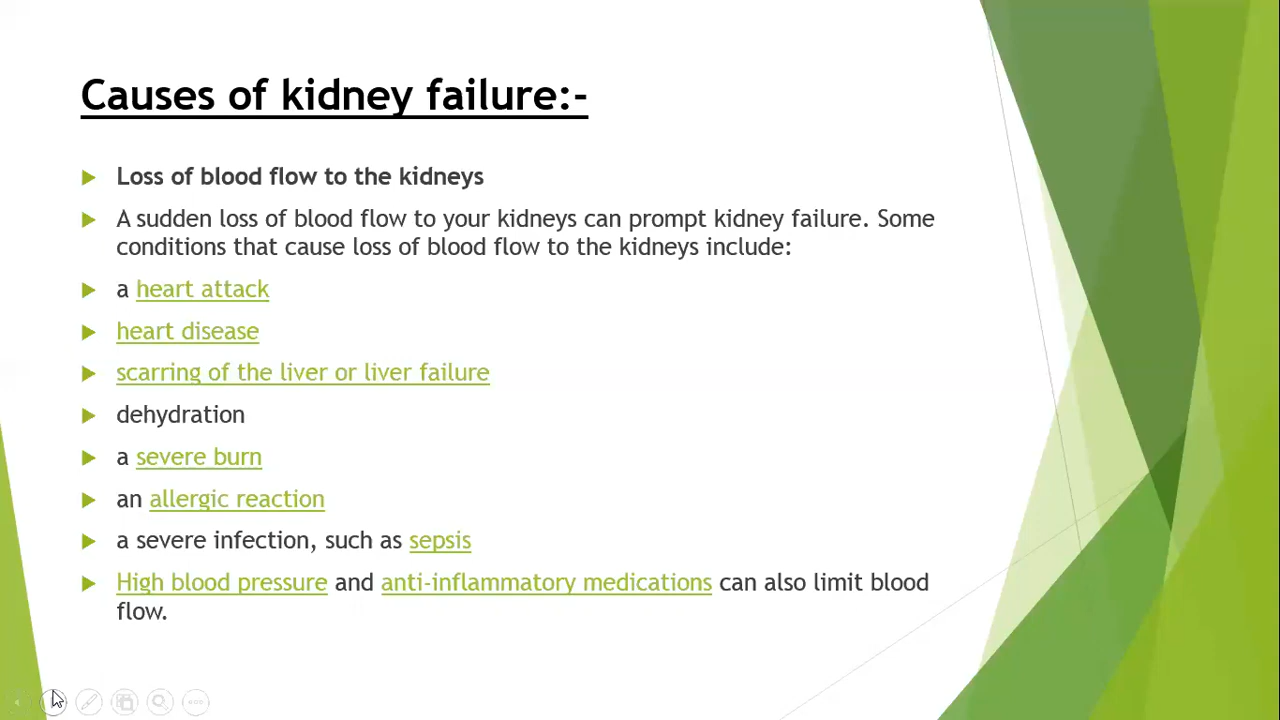 Causes of kidney failure:-
Loss of blood flow to the kidneys
A sudden loss of blood flow to your kidneys can prompt kidney failure. Some
conditions that cause loss of blood flow to the kidneys include:
a heart attack
heart disease
scarring of the liver or liver failure
dehydration
a severe burn
an allergic reaction
a severe infection, such as sepsis
High blood pressure and anti-inflammatory medications can also limit blood
flow.